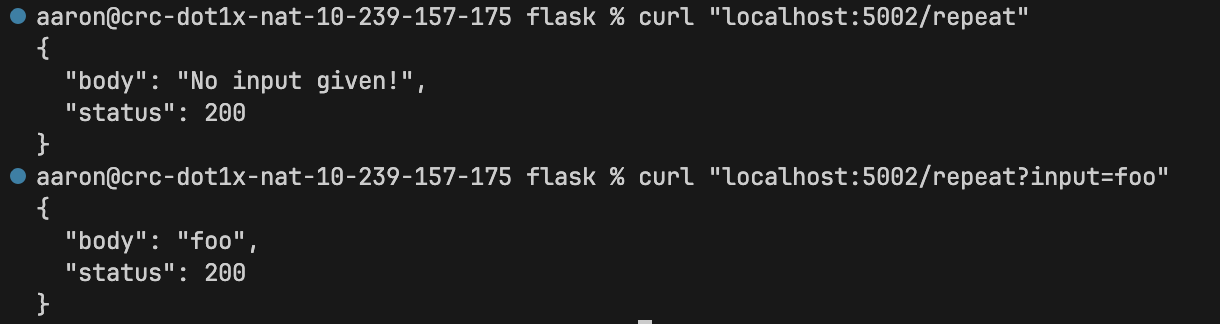 aaron@crc-dot1x-nat-10-239-157-175 flask % curl "localhost:5002/repeat"
{
  "body": "No input given!",
  "status": 200
}
aaron@crc-dot1x-nat-10-239-157-175 flask % curl "localhost:5002/repeat?input=foo"
{
  "body": "foo",
  "status": 200
}